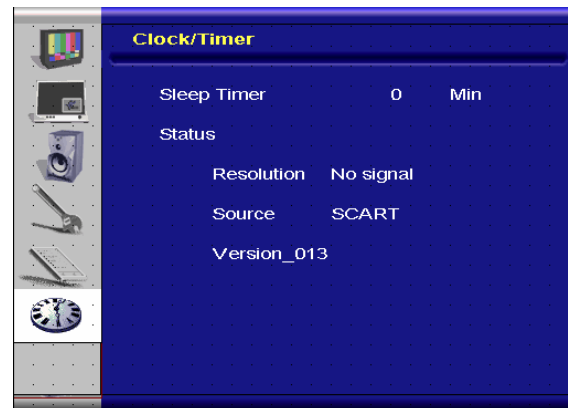 Clock/Timer
Sleep Timer 0 Min
Status
Resolution No signal
Source SCART
Version_013